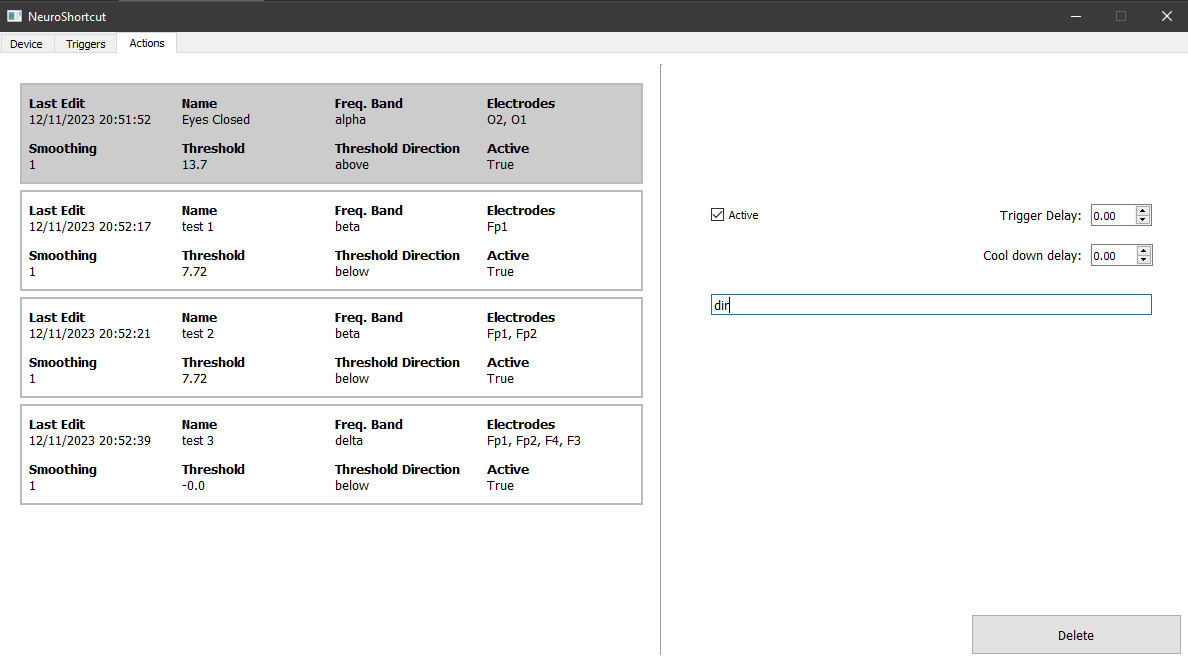 NeuroShortcut
Device Triggers Actions
Last Edit Name Freq. Band Electrodes
12/11/2023 20:51:52 Eyes Closed alpha O2, O1
Smoothing Threshold Threshold Direction Active
1 13.7 above True
Last Edit Name Freq. Band Electrodes
12/11/2023 20:52:17 test 1 beta Fp1
Smoothing Threshold Threshold Direction Active
1 7.72 below True
Last Edit Name Freq. Band Electrodes
12/11/2023 20:52:21 test 2 beta Fp1, Fp2
Smoothing Threshold Threshold Direction Active
1 7.72 below True
Last Edit Name Freq. Band Electrodes
12/11/2023 20:52:39 test 3 delta Fp1, Fp2, F4, F3
Smoothing Threshold Threshold Direction Active
1 -0.0 below True
Active Trigger Delay: 0.00
Cool down delay: 0.00
dir
Delete